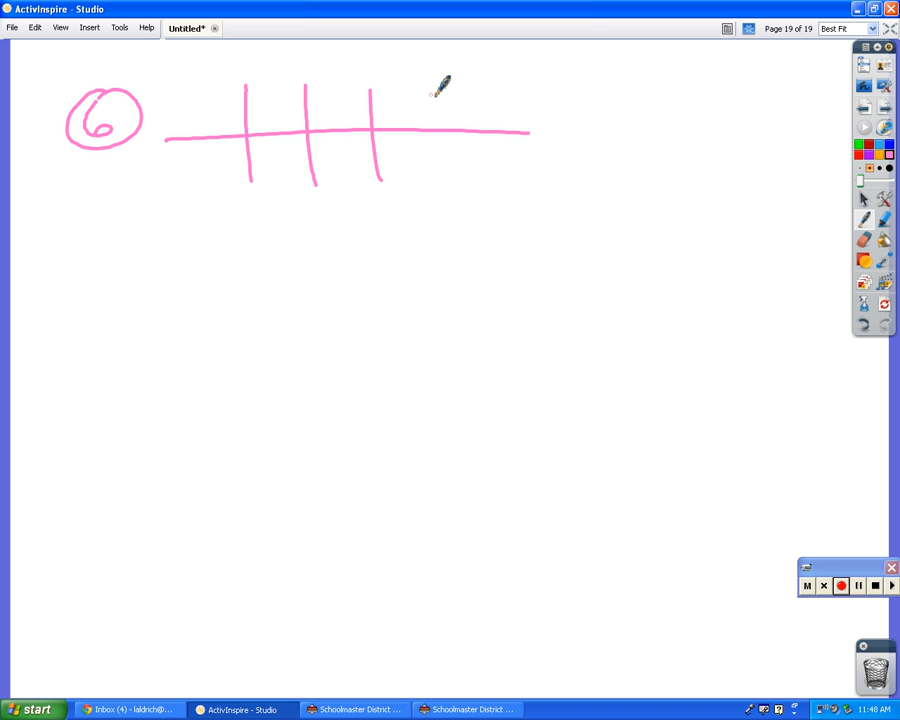 ActivInspire - Studio
File Edit View Insert Tools Help Untitled* Page 19 of 19 Best Fit
6
M
start Inbox (4) - laldrich@... ActivInspire - Studio Schoolmaster District ... Schoolmaster District ... 11:48 AM